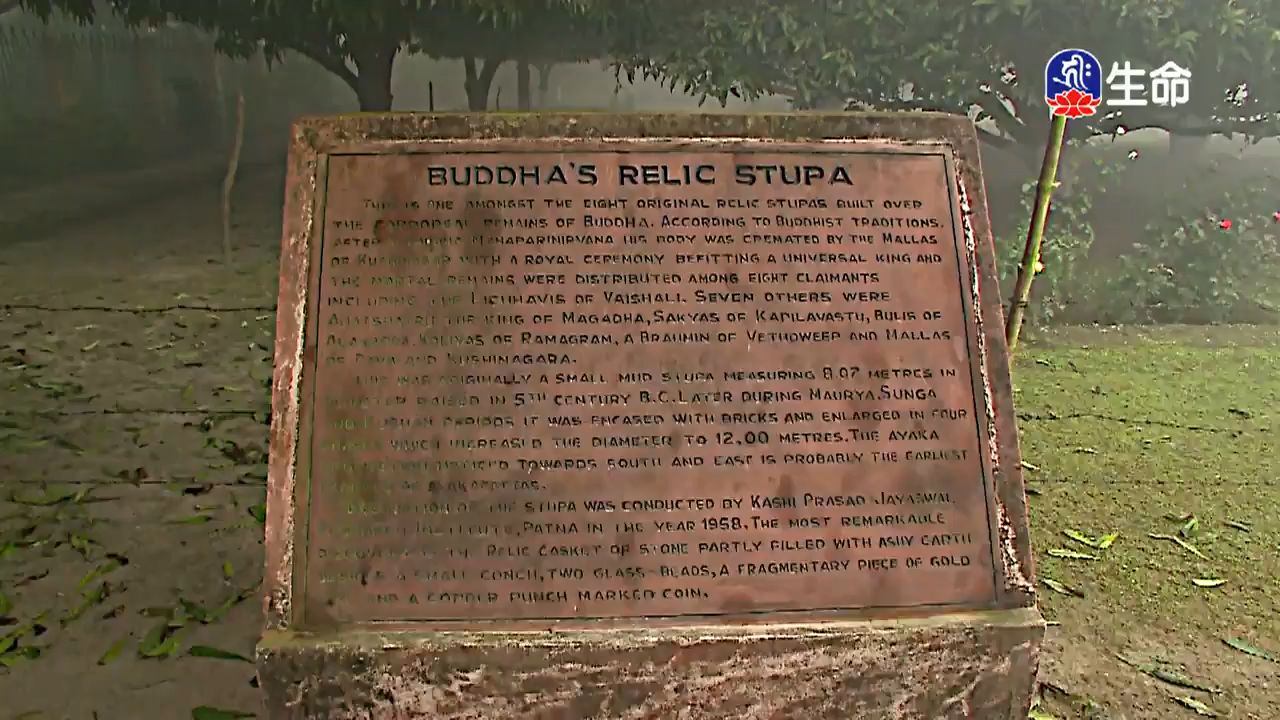 生命
BUDDHA'S RELIC STUPA
THIS IS ONE AMONGST THE EIGHT ORIGINAL RELIC STUPAS BUILT OVER
THE CORPOREAL REMAINS OF BUDDHA. ACCORDING TO BUDDHIST TRADITIONS,
AFTER MAHAPARINIRVANA HIS BODY WAS CREMATED BY THE MALLAS
OF KUSHINAGAR WITH A ROYAL CEREMONY BEFITTING A UNIVERSAL KING AND
THE MORTAL REMAINS WERE DISTRIBUTED AMONG EIGHT CLAIMANTS
INCLUDING THE LICHHAVIS OF VAISHALI. SEVEN OTHERS WERE
AJATSHATRU THE KING OF MAGADHA, SAKYAS OF KAPILAVASTU, BULIS OF
KOLIYAS OF RAMAGRAM, A BRAHMIN OF VETHDWEEP AND MALLAS
OF PAVA AND KUSHINAGARA.
THIS WAS ORIGINALLY A SMALL MUD STUPA MEASURING 8.07 METRES IN
DIAMETER RAISED IN 5TH CENTURY B.C. LATER DURING MAURYA, SUNGA
AND KUSHAN PERIODS IT WAS ENCASED WITH BRICKS AND ENLARGED IN FOUR
WHICH INCREASED THE DIAMETER TO 12.00 METRES. THE AYAKA
TOWARDS SOUTH AND EAST IS PROBABLY THE EARLIEST
OF THE STUPA WAS CONDUCTED BY KASHI PRASAD JAYASWAL
INSTITUTE, PATNA IN THE YEAR 1958. THE MOST REMARKABLE
RELIC CASKET OF STONE PARTLY FILLED WITH ASHY EARTH
A SMALL CONCH, TWO GLASS-BEADS, A FRAGMENTARY PIECE OF GOLD
AND A COPPER PUNCH MARKED COIN.